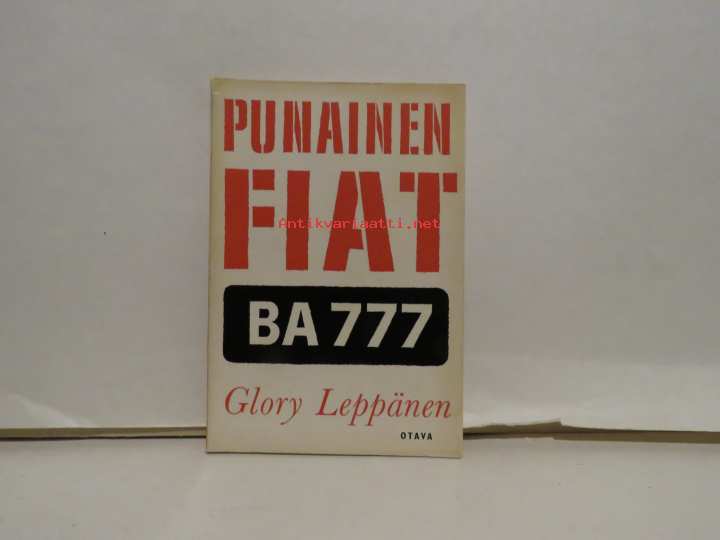 PUNAINEN
FIAT
Antikvariaatti.net
BA 777
Glory Leppänen
OTAVA